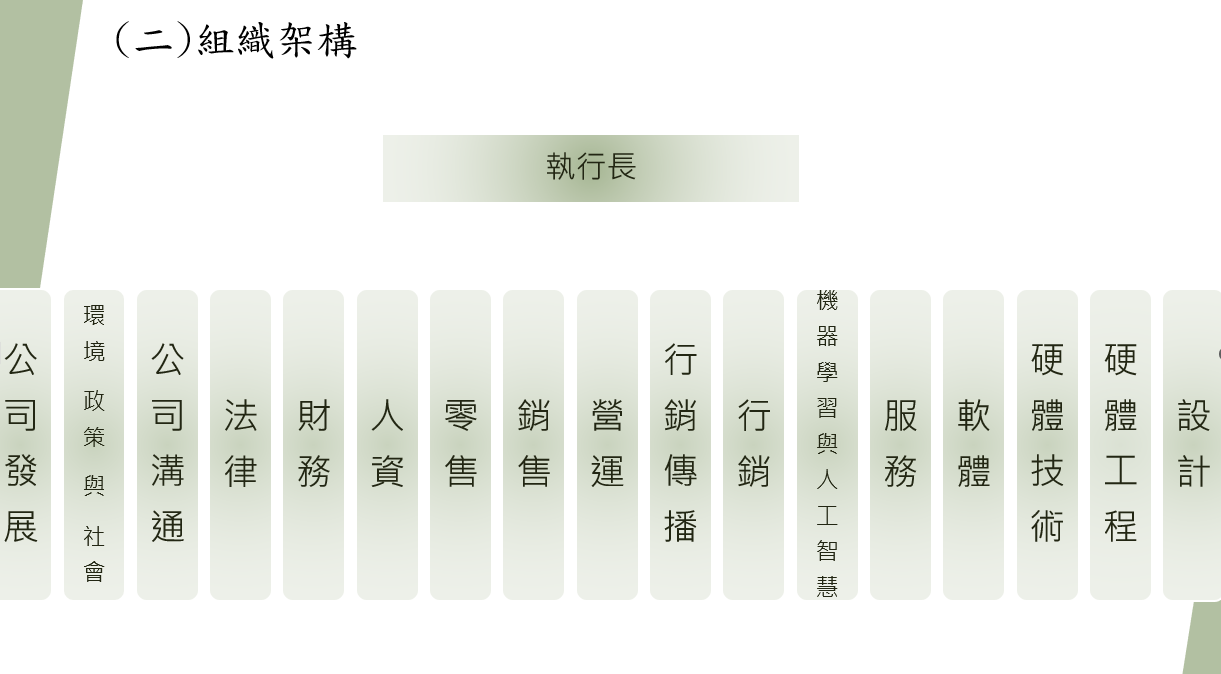 (二)組織架構
執行長
公司發展
環境 政策 與 社會
公司溝通
法律
財務
人資
零售
銷售
營運
行銷傳播
行銷
機器學習與人工智慧
服務
軟體
硬體技術
硬體工程
設計